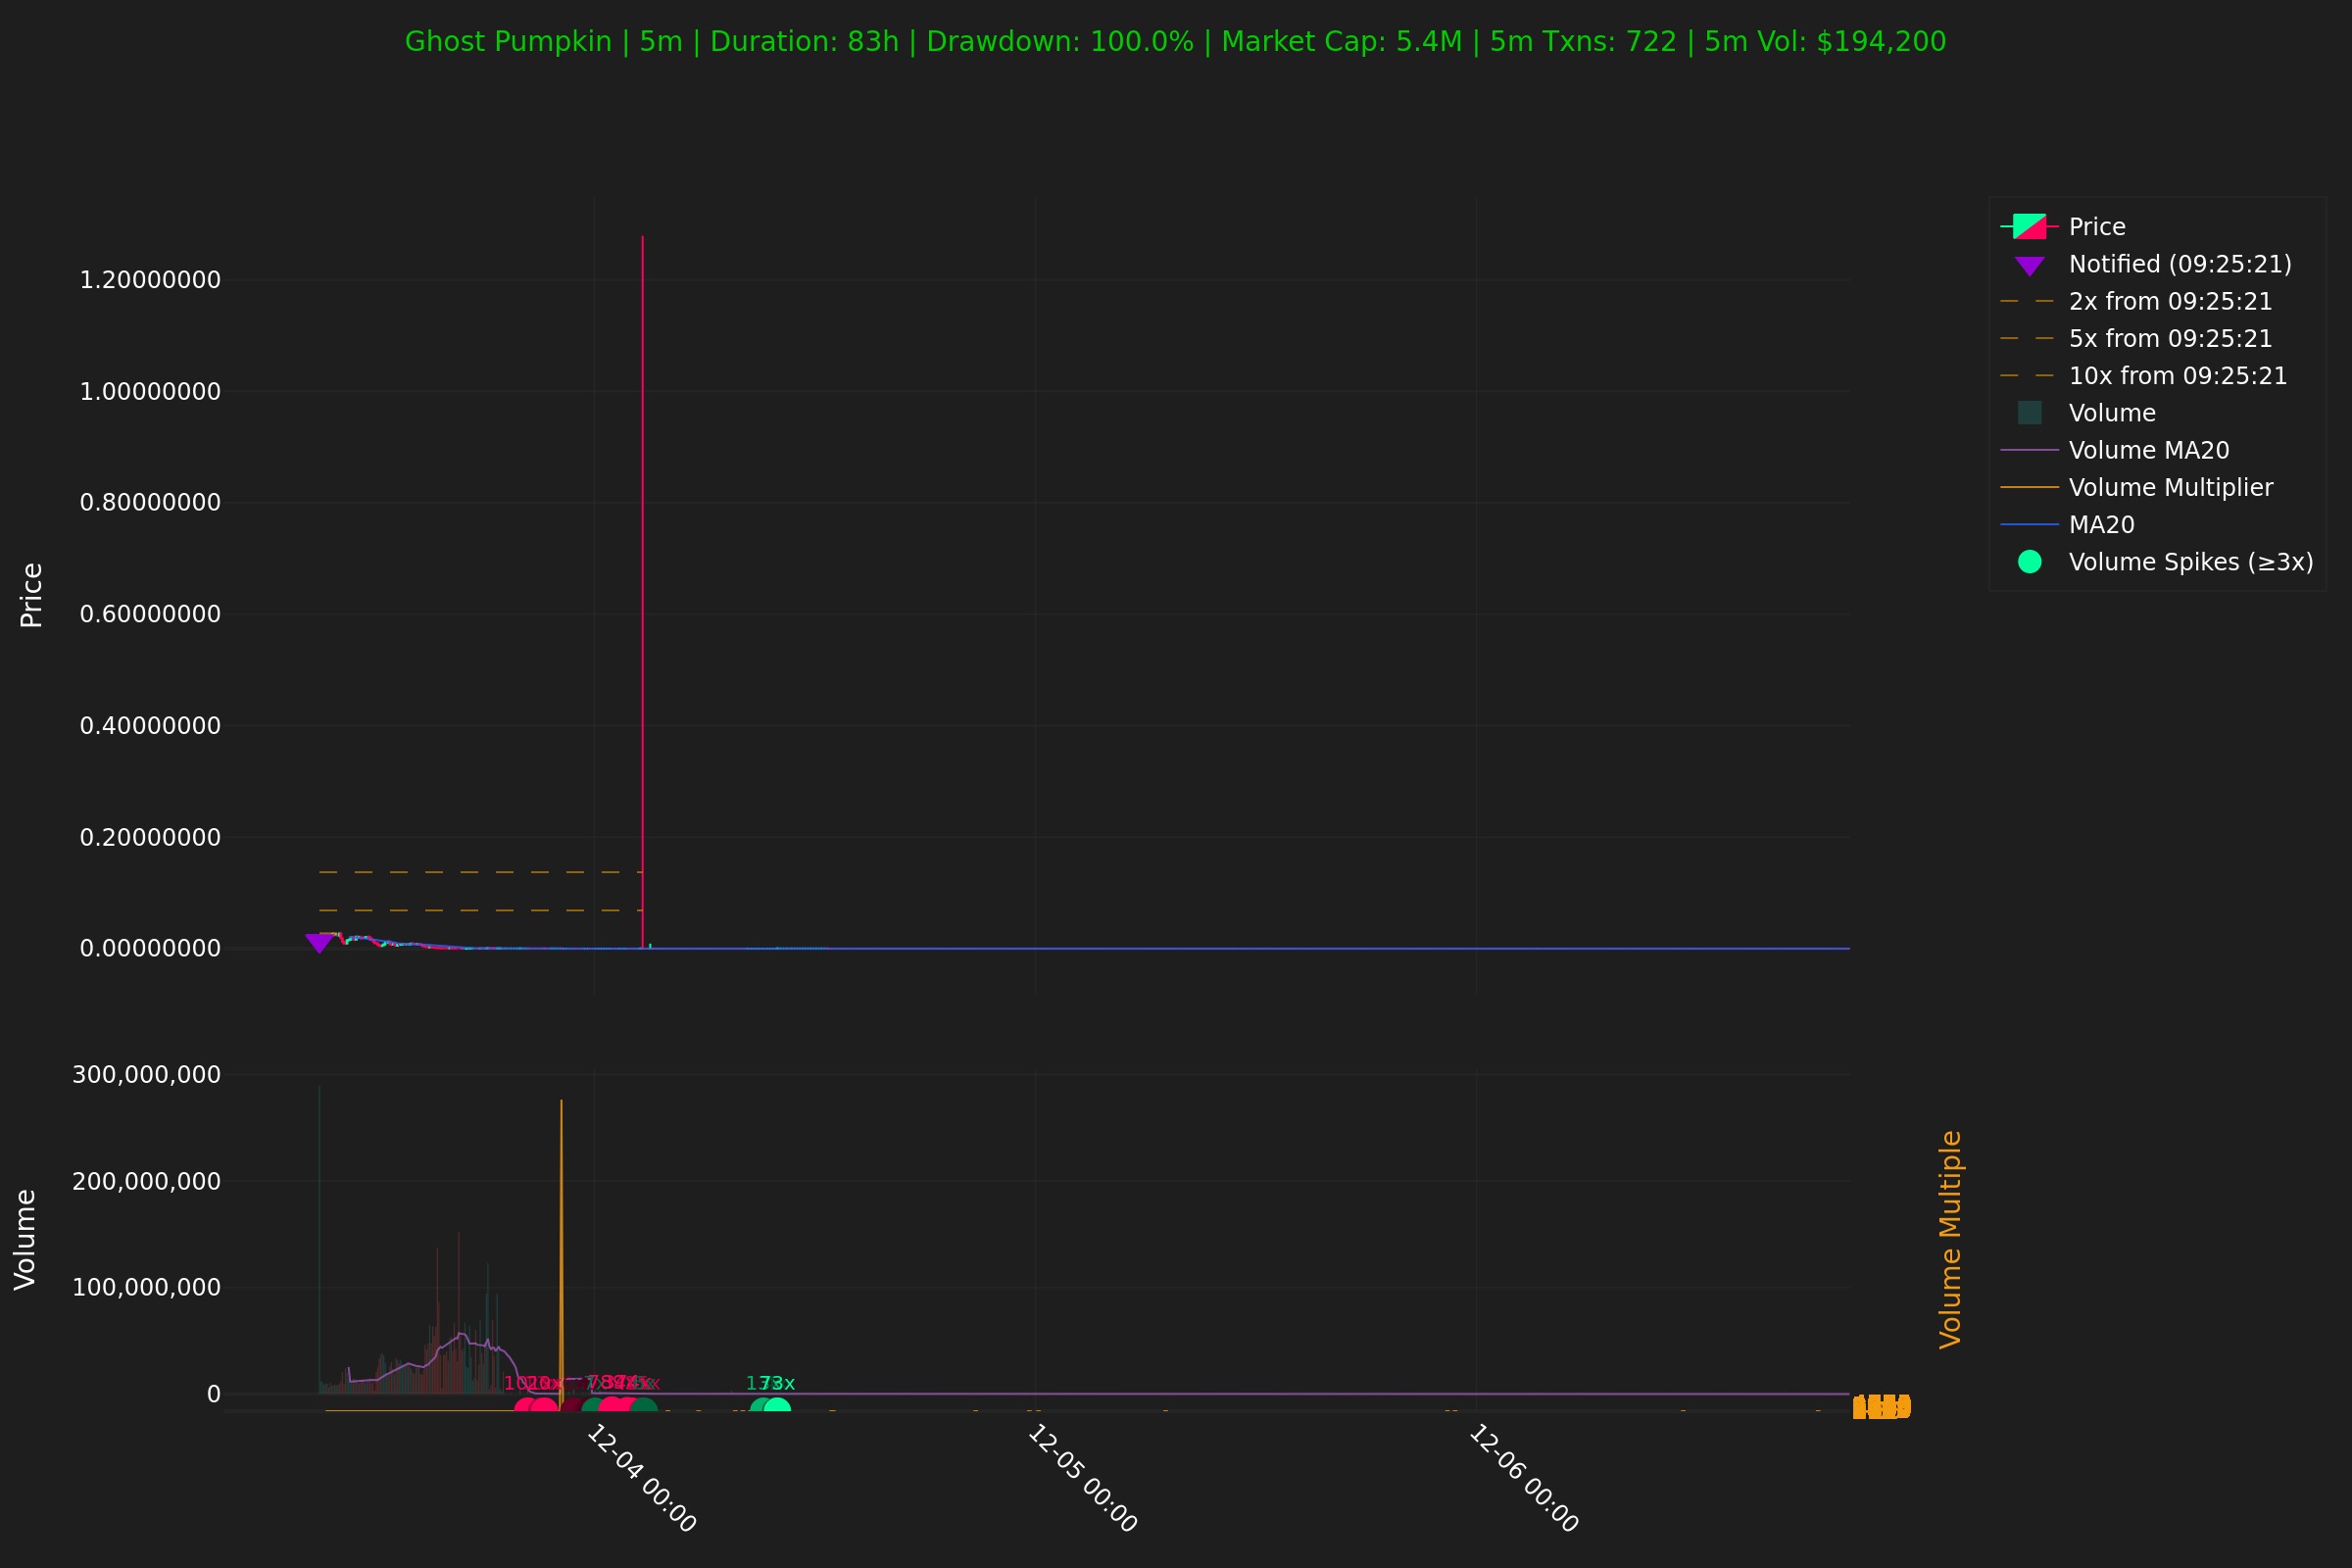 Ghost Pumpkin | 5m | Duration: 83h | Drawdown: 100.0% | Market Cap: 5.4M | 5m Txns: 722 | 5m Vol: $194,200
Price
1.20000000
1.00000000
0.80000000
0.60000000
0.40000000
0.20000000
0.00000000
Price
Notified (09:25:21)
2x from 09:25:21
5x from 09:25:21
10x from 09:25:21
Volume
Volume MA20
Volume Multiplier
MA20
Volume Spikes (≥3x)
Volume
300,000,000
200,000,000
100,000,000
0
73x
Volume Multiple
12-04 00:00
12-05 00:00
12-06 00:00